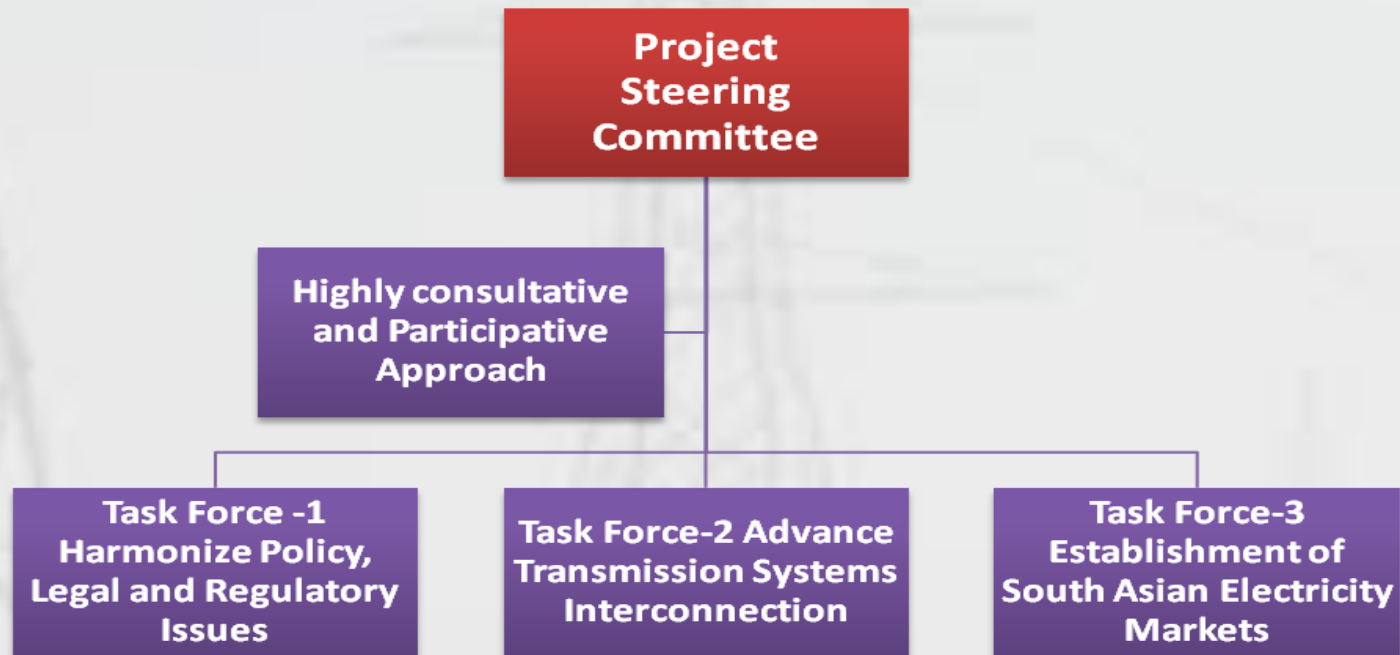 Project
Steering
Committee
Highly consultative
and Participative
Approach
Task Force -1
Harmonize Policy,
Legal and Regulatory
Issues
Task Force-2 Advance
Transmission Systems
Interconnection
Task Force-3
Establishment of
South Asian Electricity
Markets